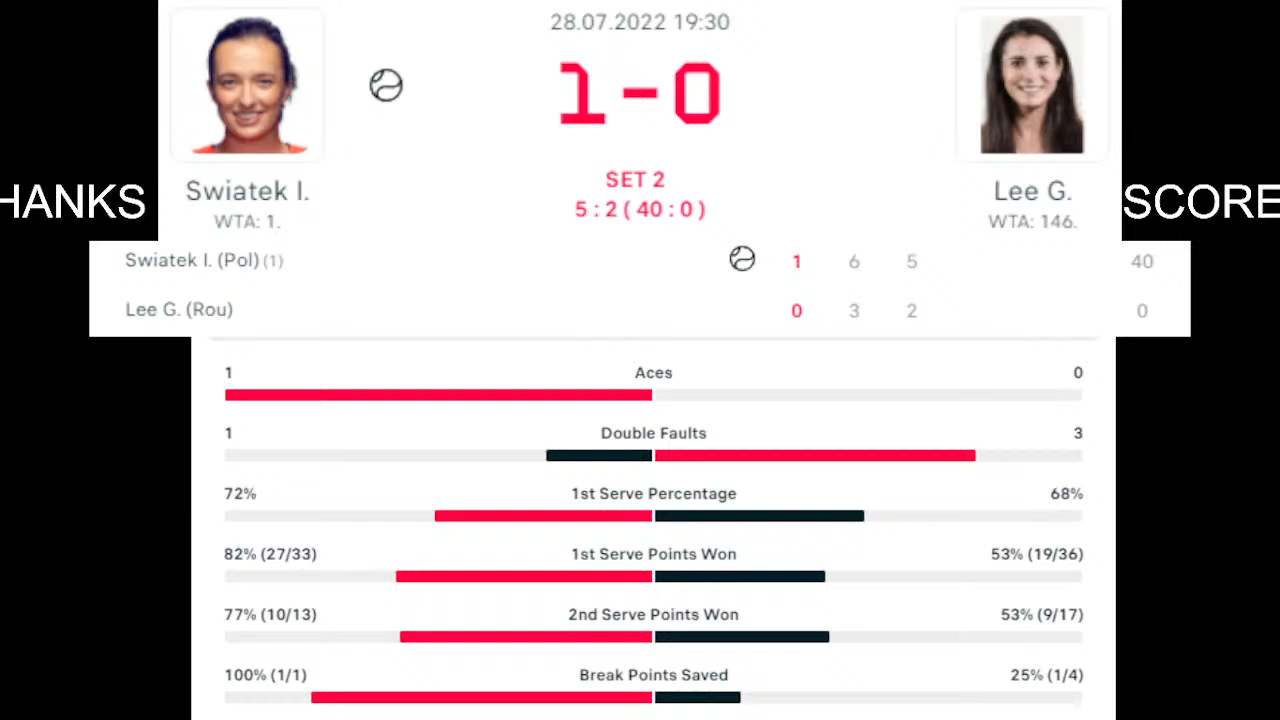 28.07.2022 19:30
1-0
SET 2
5 : 2 ( 40 : 0 )
HANKS
Swiatek I.
WTA: 1.
Lee G.
WTA: 146.
SCORE
Swiatek I. (Pol) (1) 1 6 5 40
Lee G. (Rou) 0 3 2 0
1 Aces 0
1 Double Faults 3
72% 1st Serve Percentage 68%
82% (27/33) 1st Serve Points Won 53% (19/36)
77% (10/13) 2nd Serve Points Won 53% (9/17)
100% (1/1) Break Points Saved 25% (1/4)